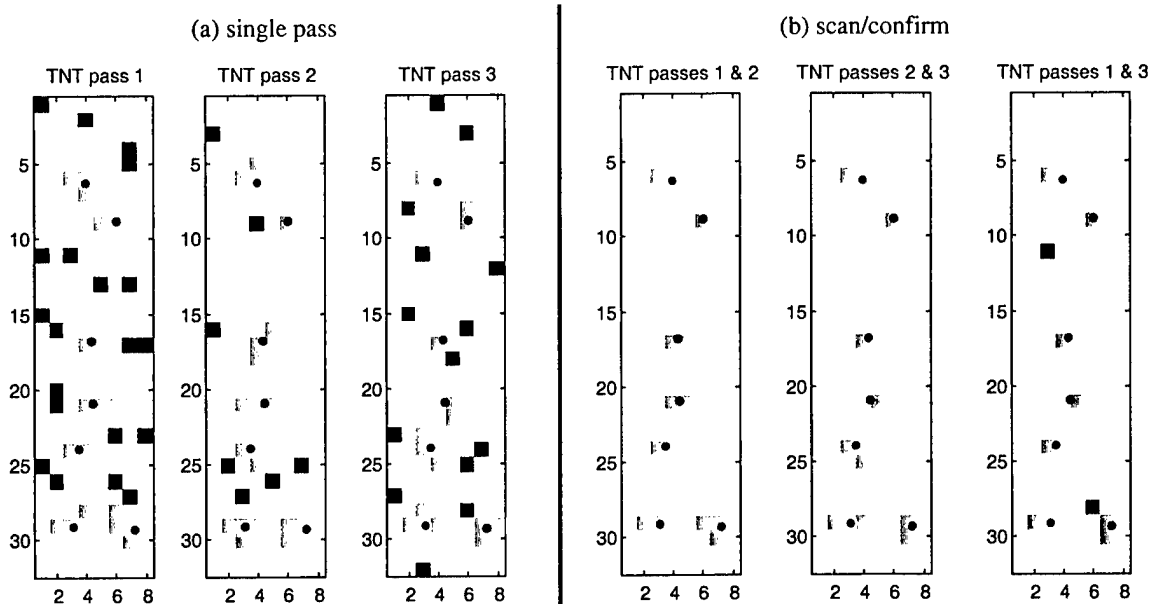 (a) single pass
(b) scan/confirm
TNT pass 1
TNT pass 2
TNT pass 3
TNT passes 1 & 2
TNT passes 2 & 3
TNT passes 1 & 3
5 5 5 5 5 5
10 10 10 10 10 10
15 15 15 15 15 15
20 20 20 20 20 20
25 25 25 25 25 25
30 30 30 30 30 30
2 4 6 8 2 4 6 8 2 4 6 8 2 4 6 8 2 4 6 8 2 4 6 8